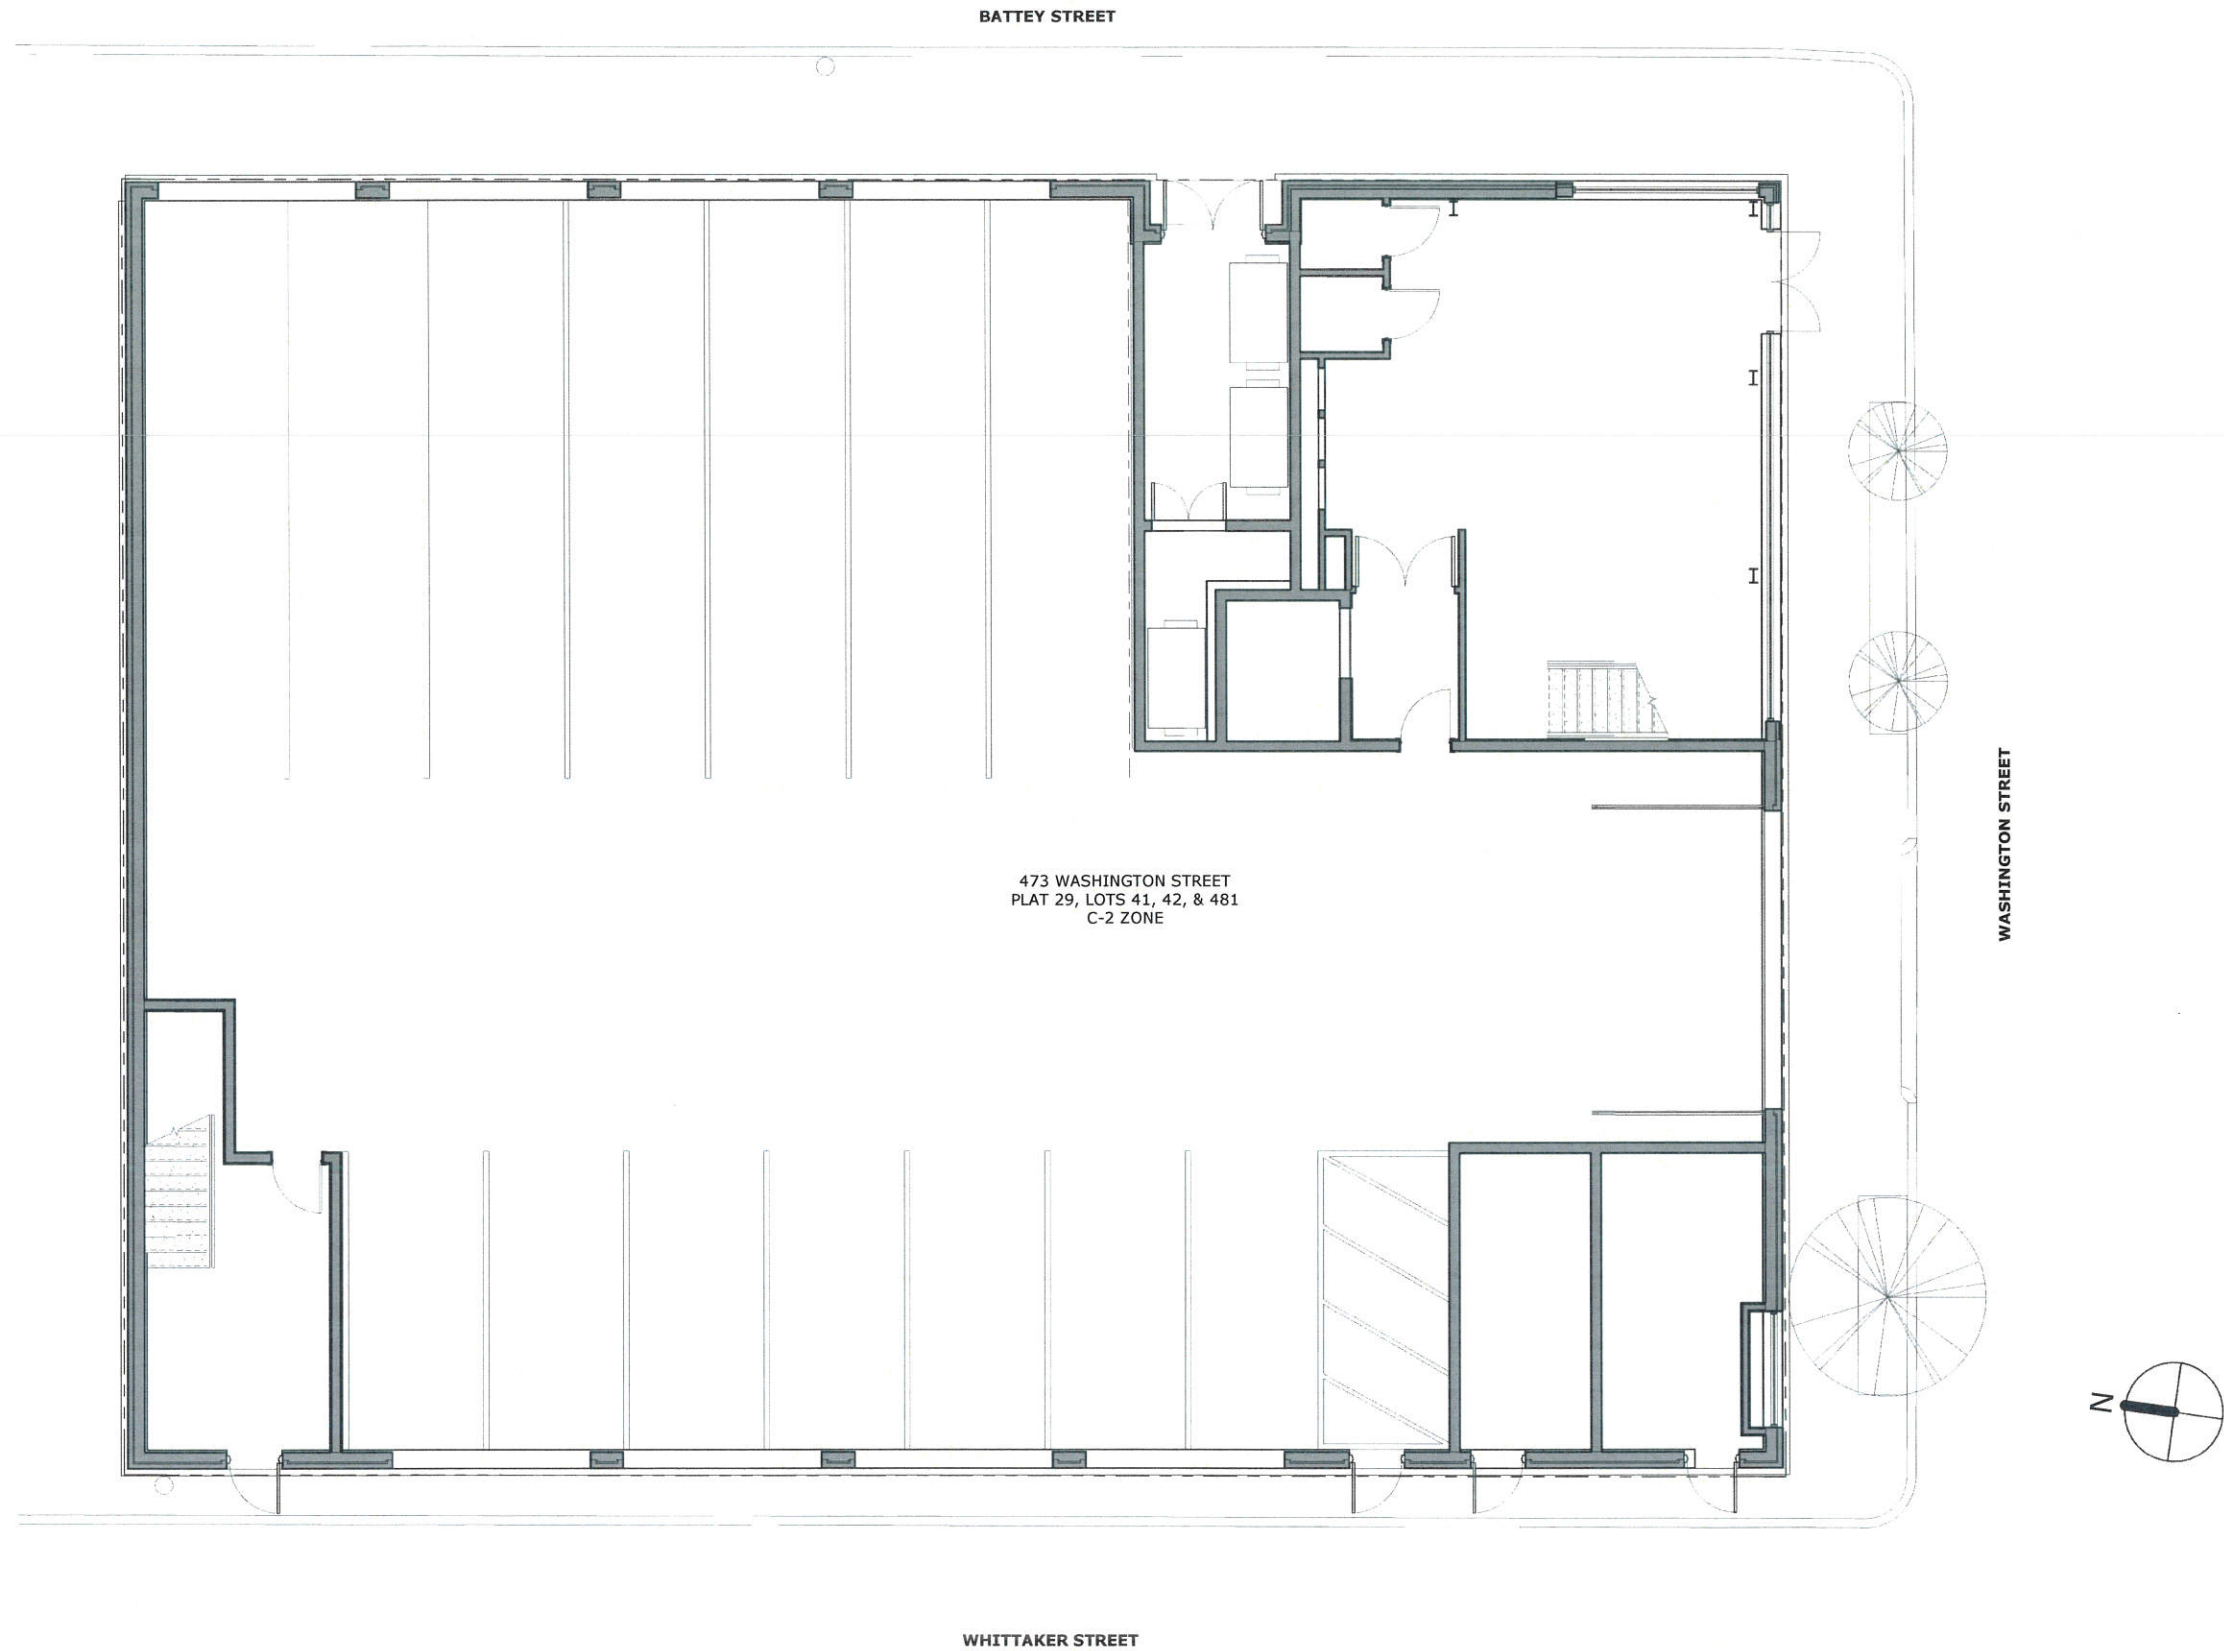 BATTEY STREET
473 WASHINGTON STREET
PLAT 29, LOTS 41, 42, & 481
C-2 ZONE
WASHINGTON STREET
N
WHITTAKER STREET